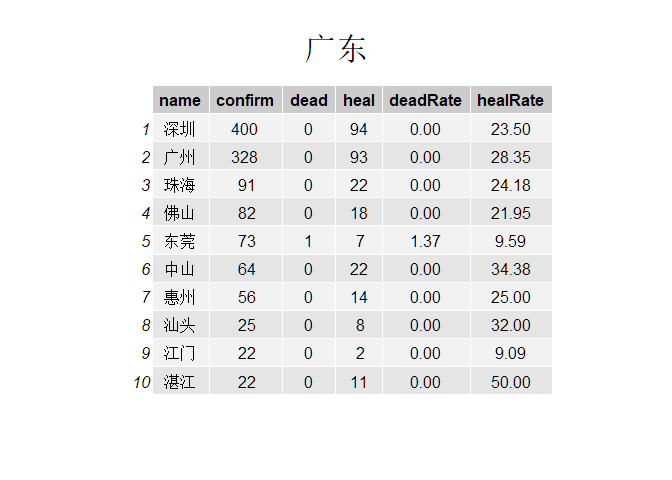 广东
name confirm dead heal deadRate healRate
1 深圳 400 0 94 0.00 23.50
2 广州 328 0 93 0.00 28.35
3 珠海 91 0 22 0.00 24.18
4 佛山 82 0 18 0.00 21.95
5 东莞 73 1 7 1.37 9.59
6 中山 64 0 22 0.00 34.38
7 惠州 56 0 14 0.00 25.00
8 汕头 25 0 8 0.00 32.00
9 江门 22 0 2 0.00 9.09
10 湛江 22 0 11 0.00 50.00